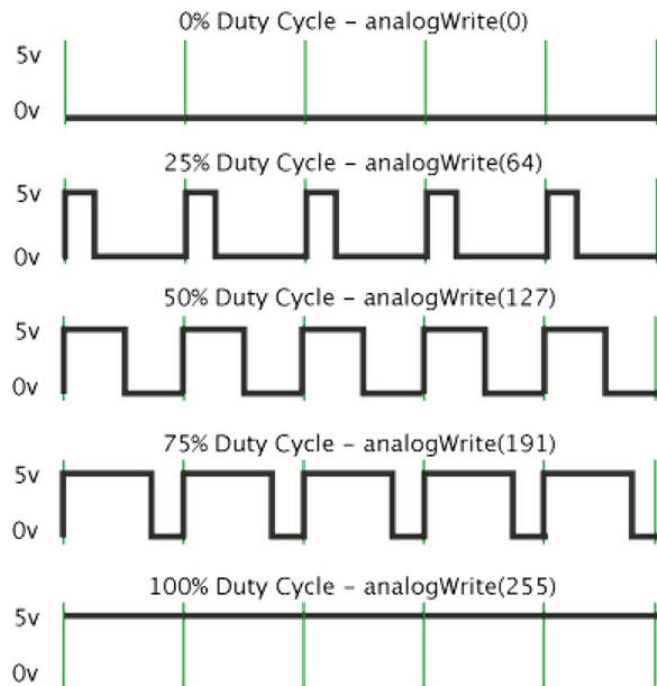 0% Duty Cycle – analogWrite(0)
5v
0v
25% Duty Cycle – analogWrite(64)
5v
0v
50% Duty Cycle – analogWrite(127)
5v
0v
75% Duty Cycle – analogWrite(191)
5v
0v
100% Duty Cycle – analogWrite(255)
5v
0v